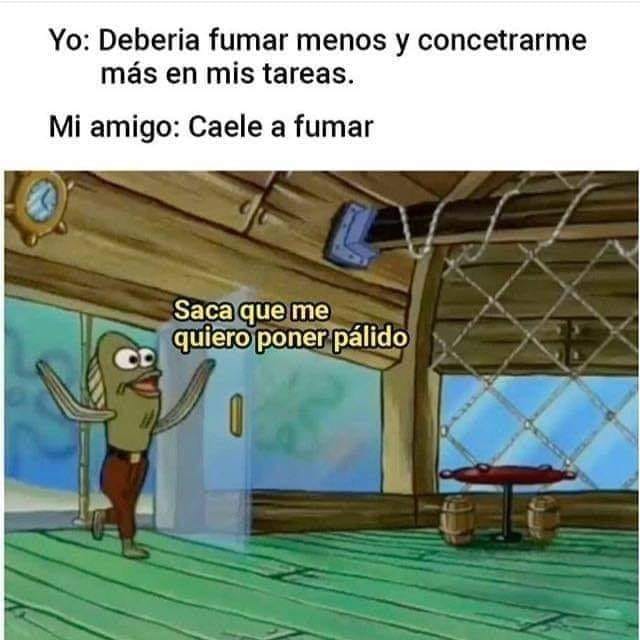 Yo: Deberia fumar menos y concetrarme
más en mis tareas.
Mi amigo: Caele a fumar
Saca que me
quiero poner pálido